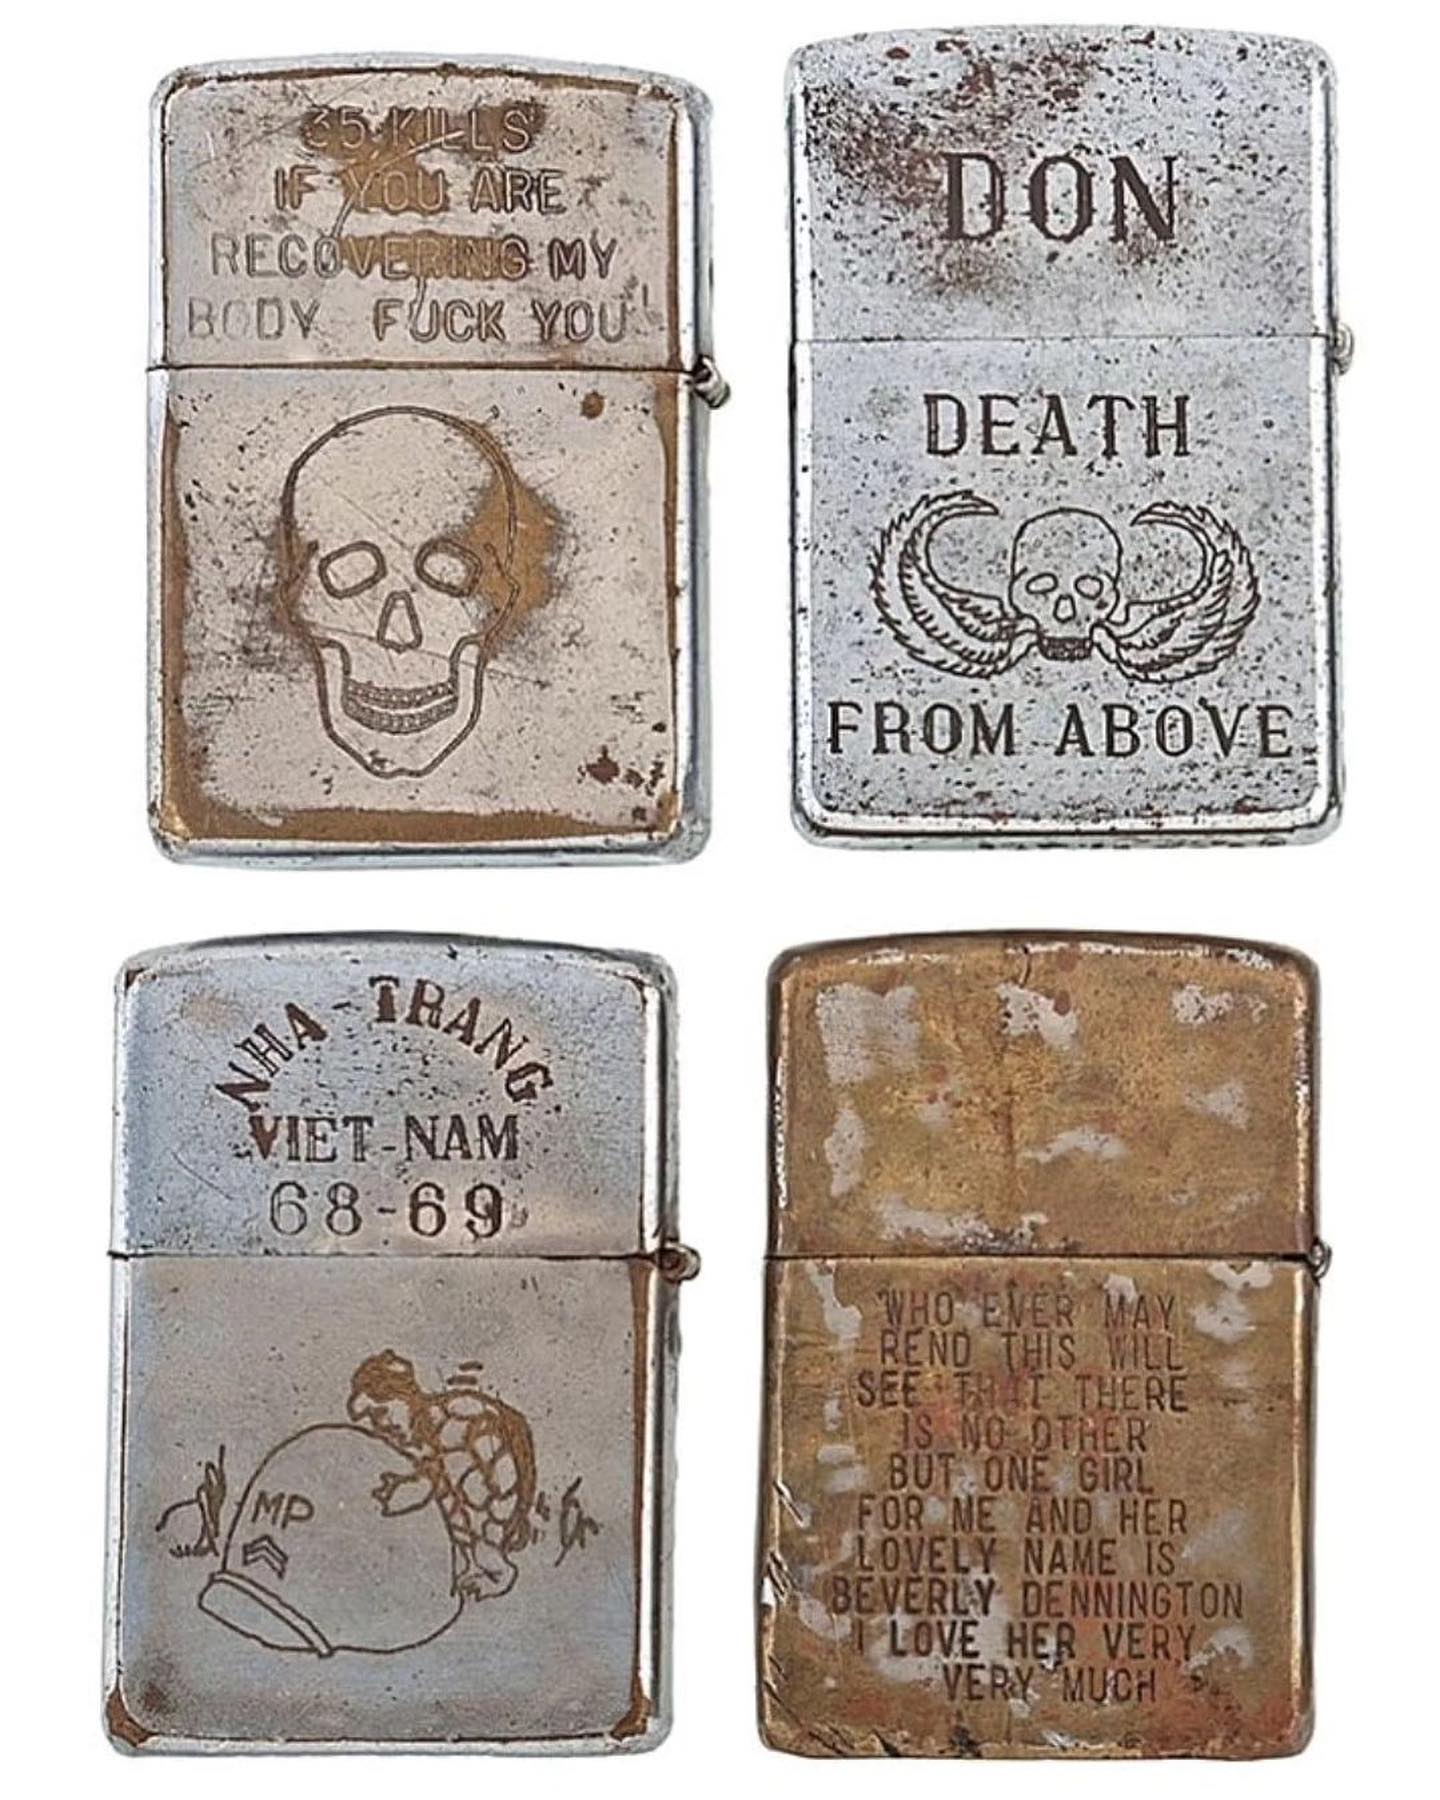 35 KILLS
IF YOU ARE
RECOVERING MY
BODY FUCK YOU!
DON
DEATH
FROM ABOVE
NHA-TRANG
VIET-NAM
68-69
MP
WHO EVER MAY
REND THIS WILL
SEE THAT THERE
IS NO OTHER
BUT ONE GIRL
FOR ME AND HER
LOVELY NAME IS
BEVERLY DENNINGTON
I LOVE HER VERY
VERY MUCH